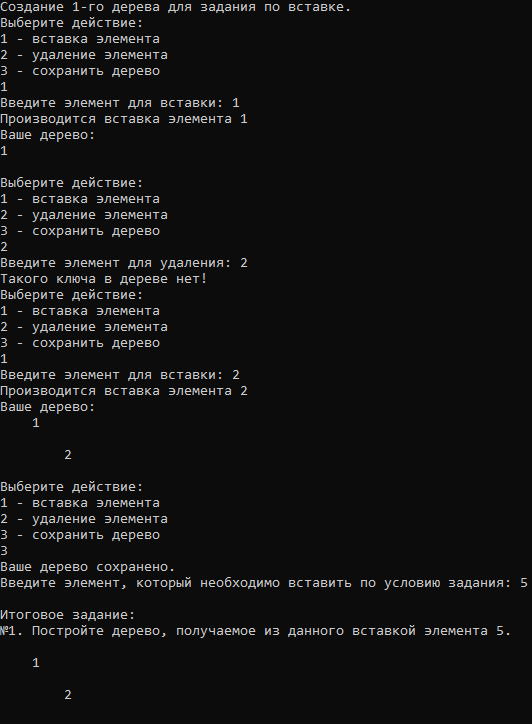 Создание 1-го дерева для задания по вставке.
Выберите действие:
1 - вставка элемента
2 - удаление элемента
3 - сохранить дерево
1
Введите элемент для вставки: 1
Производится вставка элемента 1
Ваше дерево:
1
Выберите действие:
1 - вставка элемента
2 - удаление элемента
3 - сохранить дерево
2
Введите элемент для удаления: 2
Такого ключа в дереве нет!
Выберите действие:
1 - вставка элемента
2 - удаление элемента
3 - сохранить дерево
1
Введите элемент для вставки: 2
Производится вставка элемента 2
Ваше дерево:
1
2
Выберите действие:
1 - вставка элемента
2 - удаление элемента
3 - сохранить дерево
3
Ваше дерево сохранено.
Введите элемент, который необходимо вставить по условию задания: 5
Итоговое задание:
№1. Постройте дерево, получаемое из данного вставкой элемента 5.
1
2